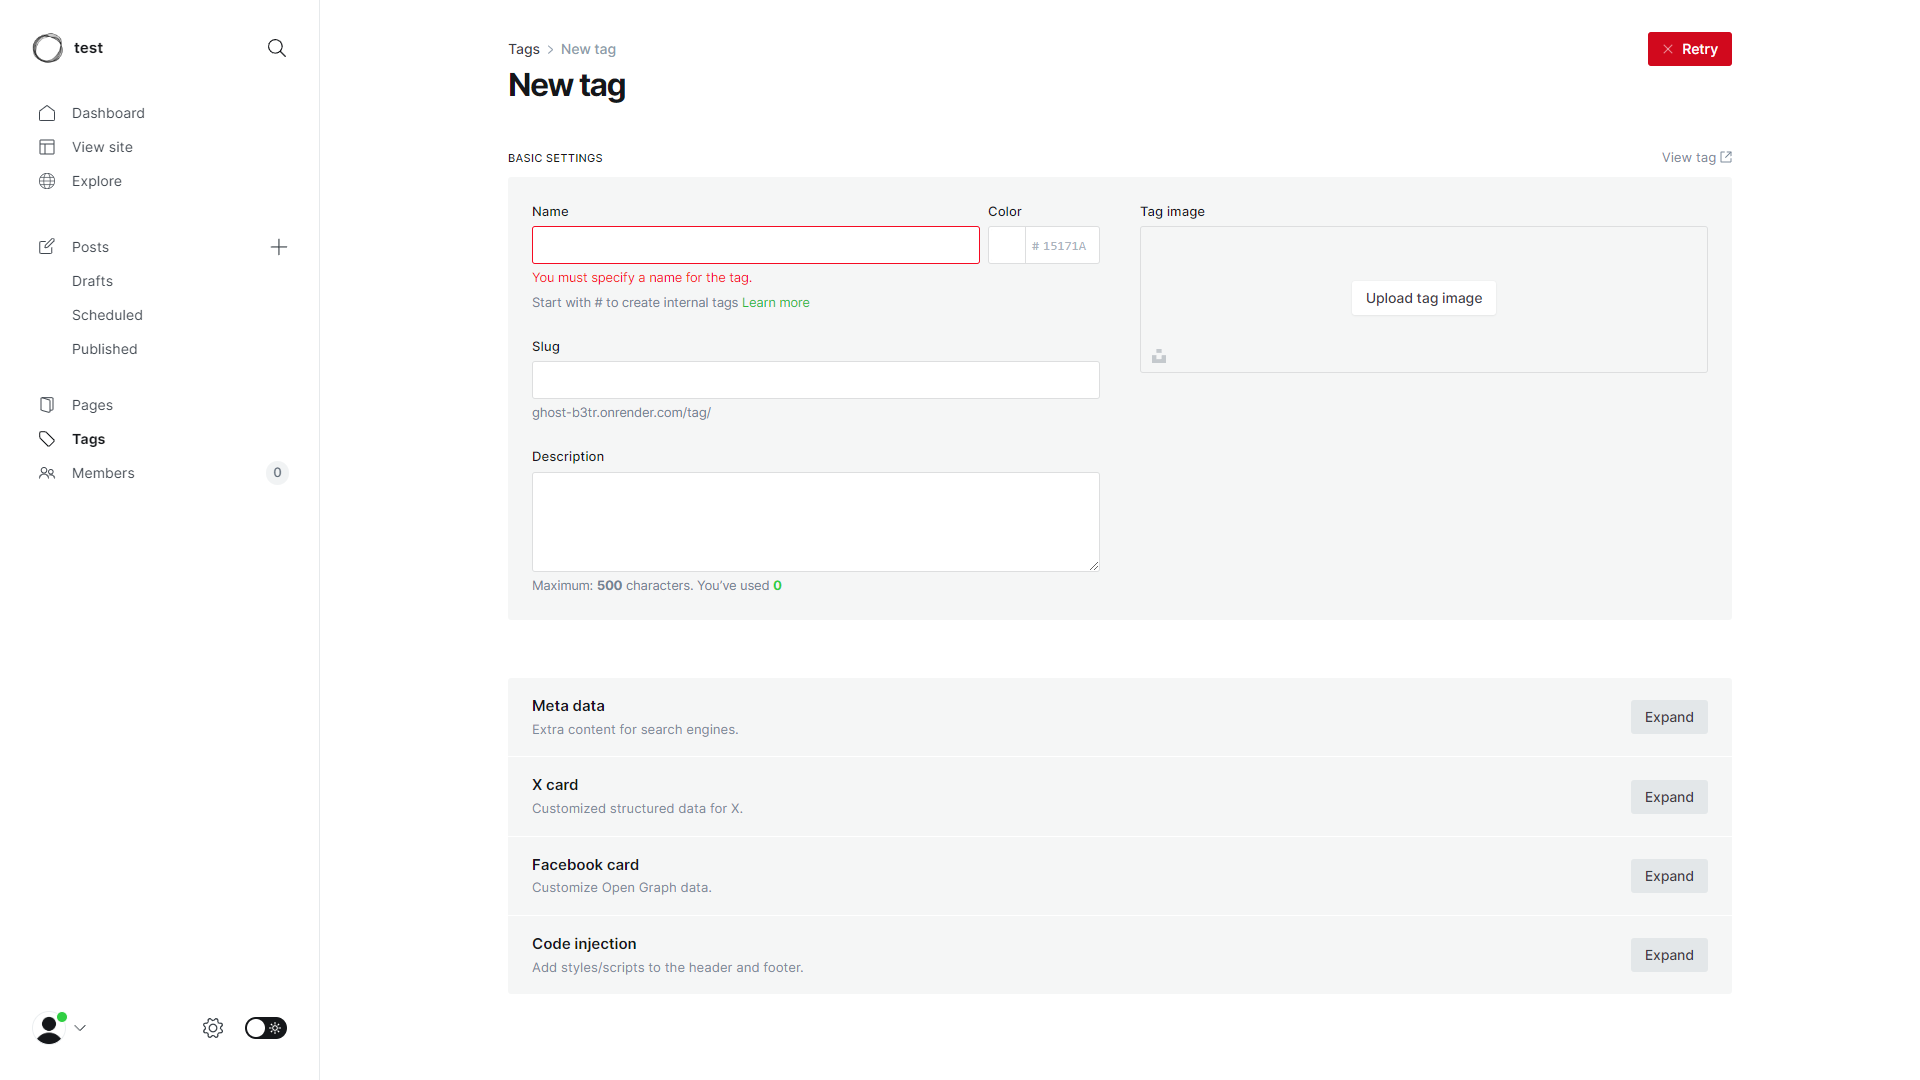 test
Dashboard
View site
Explore
Posts
Drafts
Scheduled
Published
Pages
Tags
Members
0
Tags > New tag
Retry
New tag
BASIC SETTINGS
View tag
Name
Color
Tag image
# 15171A
You must specify a name for the tag.
Start with # to create internal tags Learn more
Upload tag image
Slug
ghost-b3tr.onrender.com/tag/
Description
Maximum: 500 characters. You’ve used 0
Meta data
Extra content for search engines.
Expand
X card
Customized structured data for X.
Expand
Facebook card
Customize Open Graph data.
Expand
Code injection
Add styles/scripts to the header and footer.
Expand